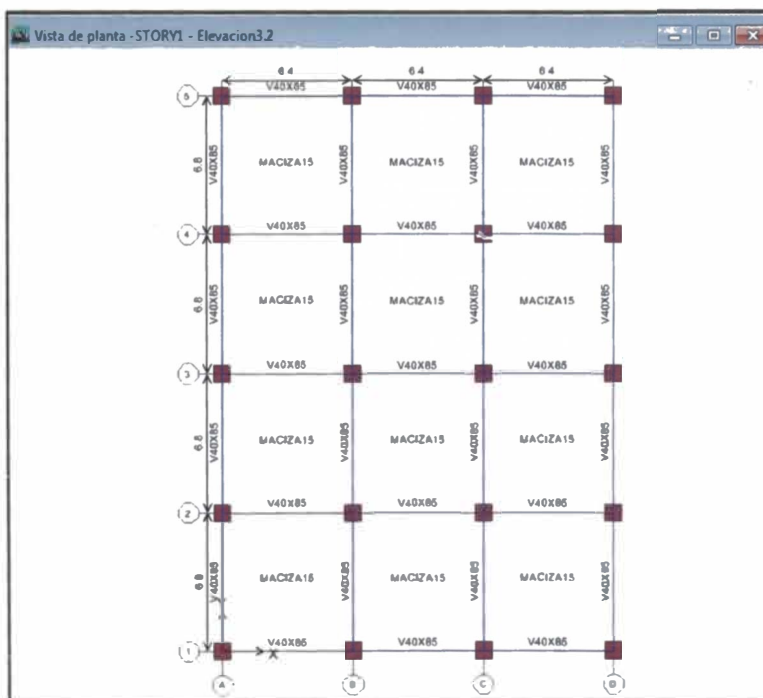 Vista de planta - STORY1 - Elevacion3.2
6.4 6.4 6.4
V40X85 V40X85 V40X85
5
6.8 V40X85 MACIZA15 V40X85 MACIZA15 V40X85 MACIZA15 V40X85
4 V40X85 V40X85 V40X85
6.8 V40X85 MACIZA15 V40X85 MACIZA15 V40X85 MACIZA15 V40X85
3 V40X85 V40X85 V40X85
6.8 V40X85 MACIZA15 V40X85 MACIZA15 V40X85 MACIZA15 V40X85
2 V40X85 V40X85 V40X85
6.8 V40X85 MACIZA15 V40X85 MACIZA15 V40X85 MACIZA15 V40X85
V40X85 V40X85 V40X85
1 X
A B C D